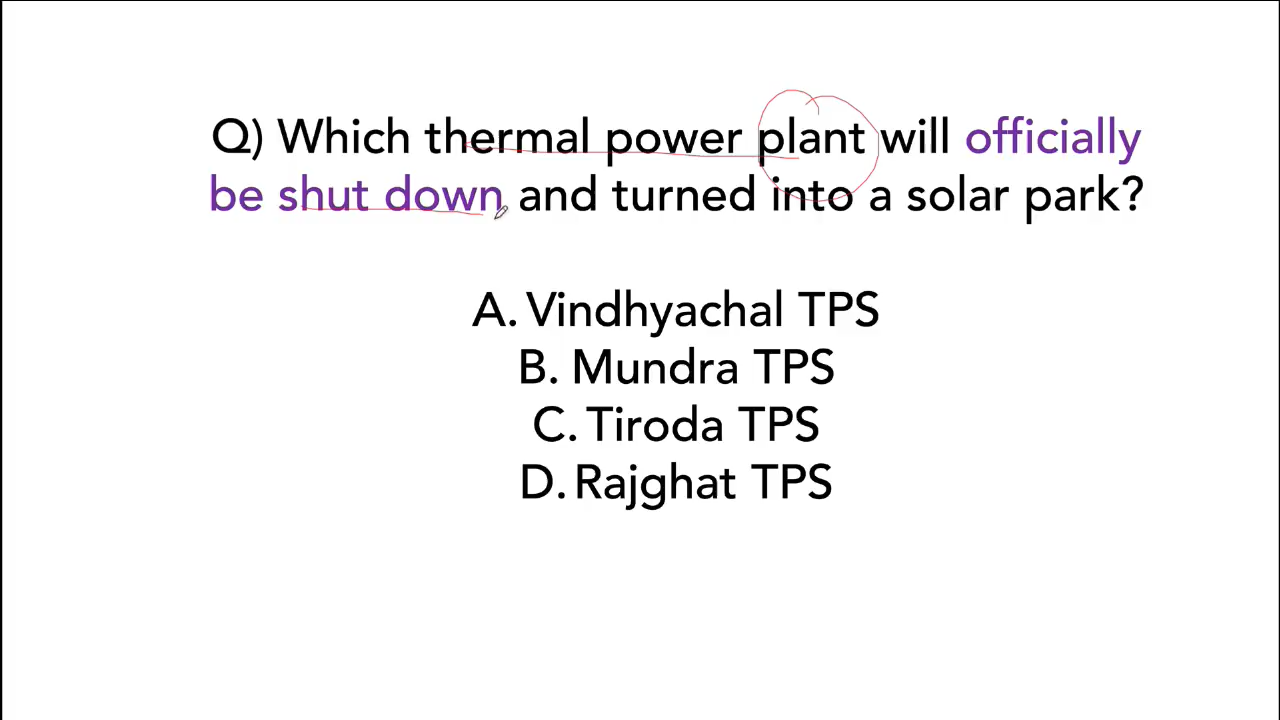 Q) Which thermal power plant will officially
be shut down and turned into a solar park?
A. Vindhyachal TPS
B. Mundra TPS
C. Tiroda TPS
D. Rajghat TPS